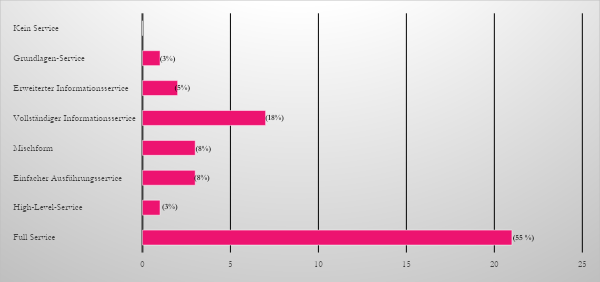 Kein Service
Grundlagen-Service (3%)
Erweiterter Informationsservice (5%)
Vollständiger Informationsservice (18%)
Mischform (8%)
Einfacher Ausführungsservice (8%)
High-Level-Service (3%)
Full Service (55 %)
0 5 10 15 20 25